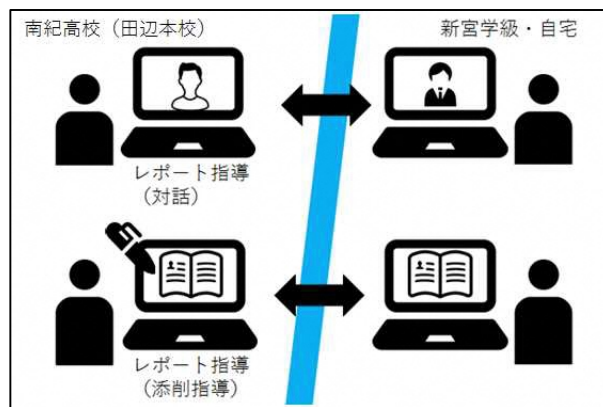 南紀高校（田辺本校）
新宮学級・自宅
レポート指導
（対話）
レポート指導
（添削指導）